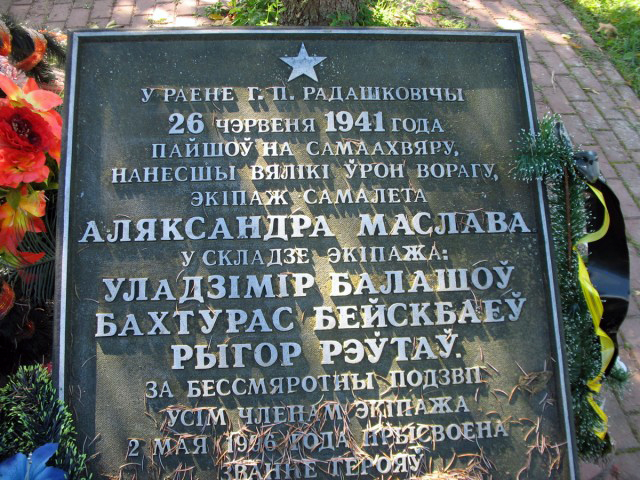 У РАЕНЕ Г. П. РАДАШКОВІЧЫ
26 ЧЭРВЕНЯ 1941 ГОДА
ПАЙШОЎ НА САМААХВЯРУ,
НАНЕСШЫ ВЯЛІКІ ЎРОН ВОРАГУ,
ЭКІПАЖ САМАЛЕТА
АЛЯКСАНДРА МАСЛАВА
У СКЛАДЗЕ ЭКІПАЖА:
УЛАДЗІМІР БАЛАШОЎ
БАХТУРАС БЕЙСКБАЕЎ
РЫГОР РЭЎТАЎ.
ЗА БЕССМЯРОТНЫ ПОДЗВІГ
УСІМ ЧЛЕНАМ ЭКІПАЖА
2 МАЯ 1996 ГОДА ПРЫСВОЕНА
ЗВАННЕ ГЕРОЯЎ